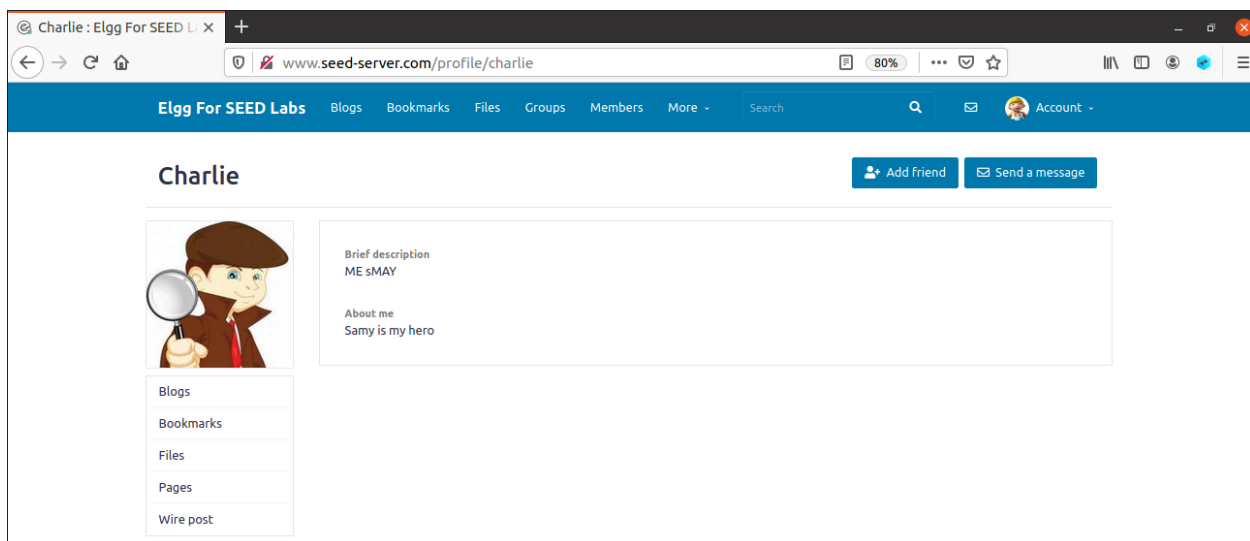 Charlie : Elgg For SEED L
www.seed-server.com/profile/charlie
80%
Elgg For SEED Labs Blogs Bookmarks Files Groups Members More Search Account
Charlie
Add friend Send a message
Brief description
ME sMAY
About me
Samy is my hero
Blogs
Bookmarks
Files
Pages
Wire post